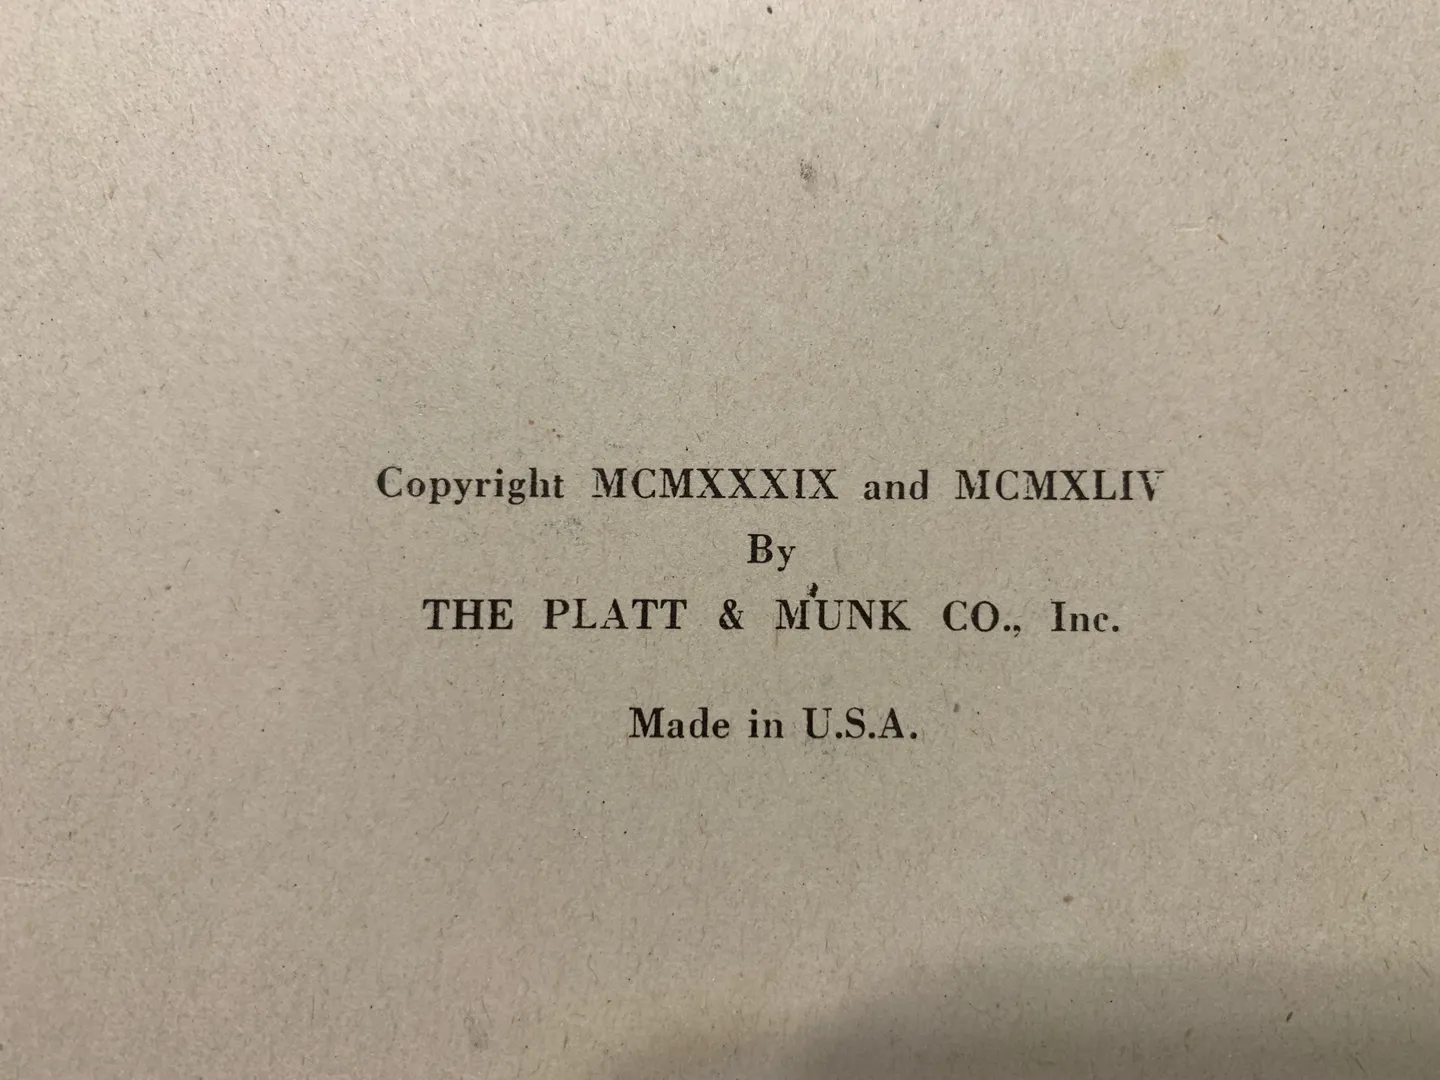 Copyright MCMXXXIX and MCMXLIV
By
THE PLATT & MUNK CO., Inc.
Made in U.S.A.